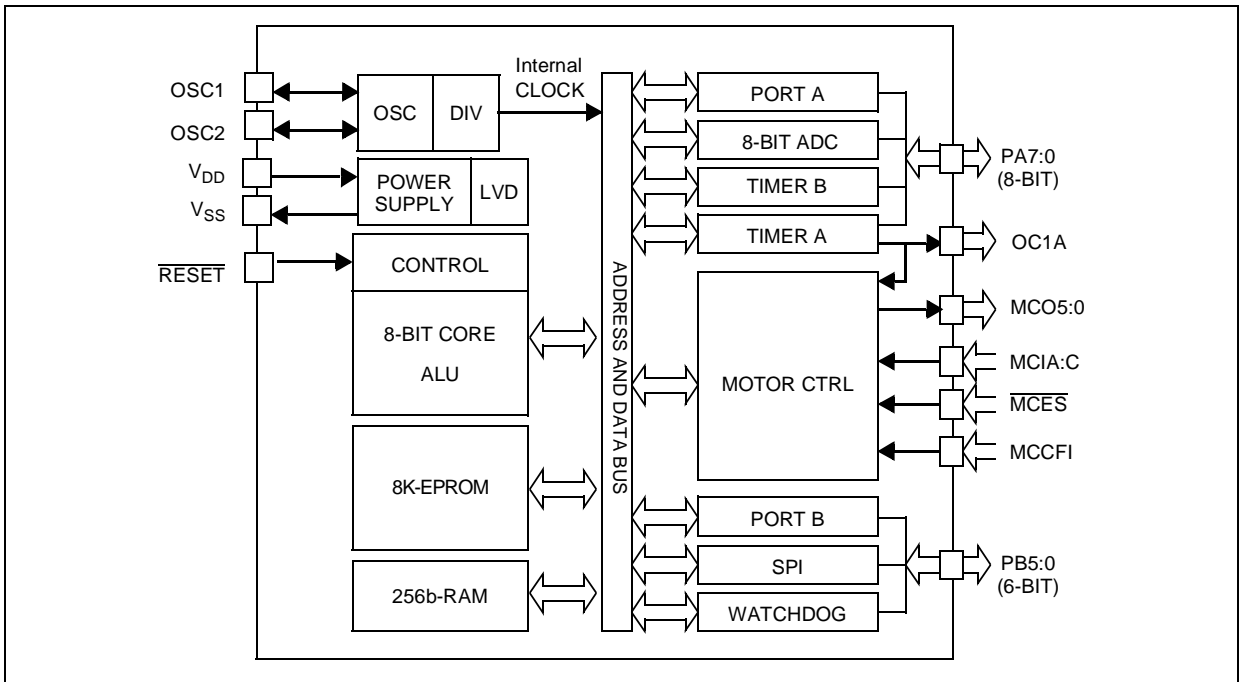 OSC1
OSC2
VDD
VSS
RESET
OSC
DIV
Internal
CLOCK
POWER
SUPPLY
LVD
CONTROL
8-BIT CORE
ALU
8K-EPROM
256b-RAM
ADDRESS AND DATA BUS
PORT A
8-BIT ADC
TIMER B
TIMER A
MOTOR CTRL
PORT B
SPI
WATCHDOG
PA7:0
(8-BIT)
OC1A
MCO5:0
MCIA:C
MCES
MCCFI
PB5:0
(6-BIT)